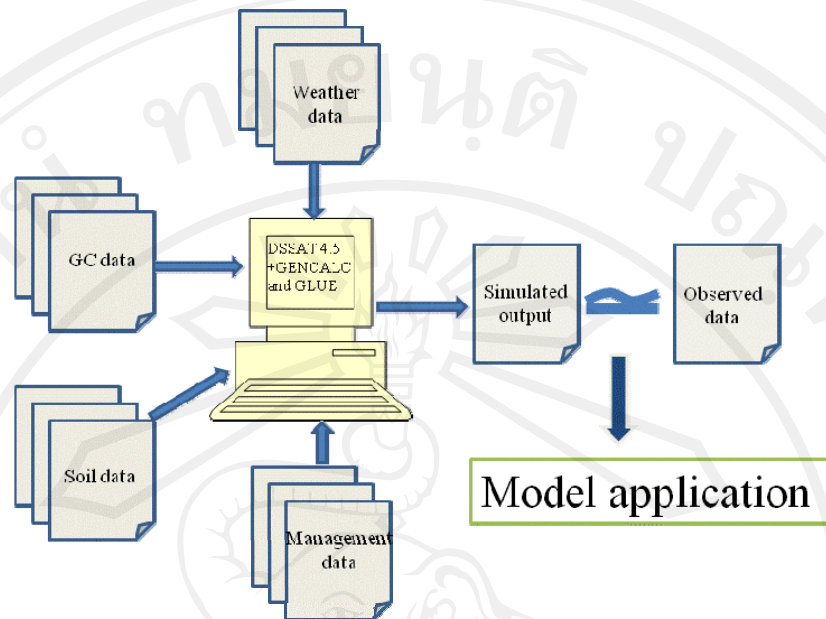 Weather
data
GC data
DSSAT 4.5
+GENCALC
and GLUE
Simulated
output
Observed
data
Soil data
Management
data
Model application